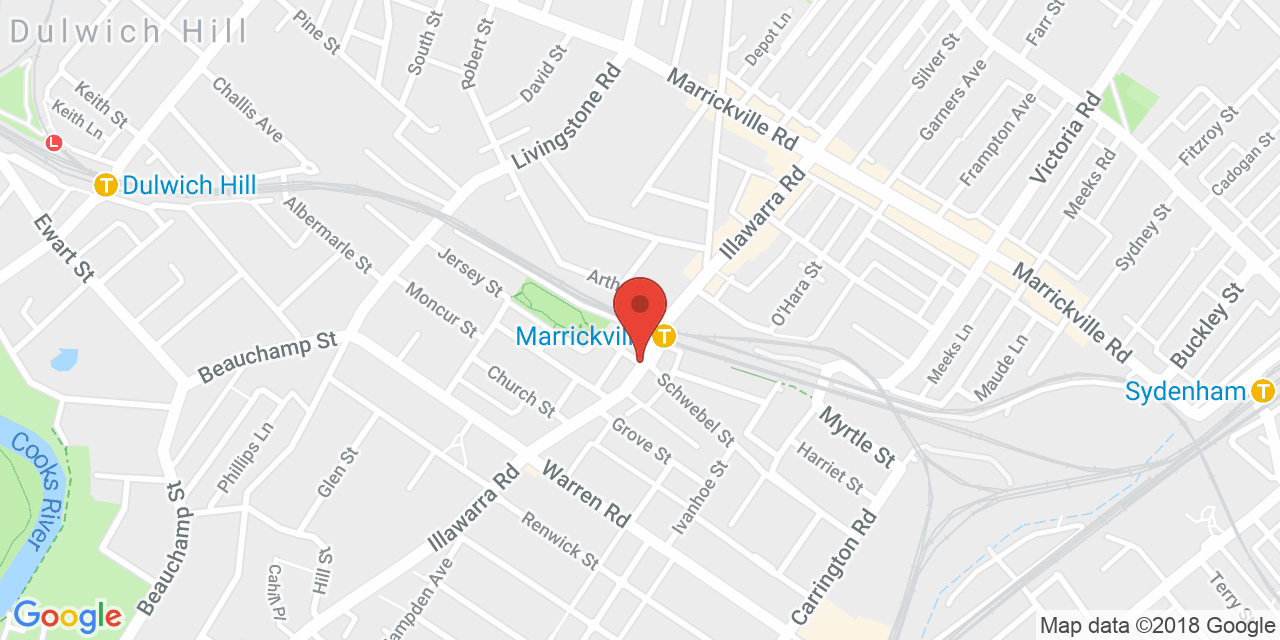 Dulwich Hill
Pine St
South St
Robert St
David St
Depot Ln
Silver St
Farr St
Garners Ave
Frampton Ave
Victoria Rd
Fitzroy St
Cadogan St
Meeks Rd
Sydney St
Keith St
Keith Ln
Challis Ave
Livingstone Rd
Marrickville Rd
L
T Dulwich Hill
Illawarra Rd
Ewart St
Albermarle St
Jersey St
Moncur St
Arth
O'Hara St
Marrickville Rd
Buckley St
Marrickvill
T
Meeks Ln
Maude Ln
Sydenham T
Beauchamp St
Church St
Schwebel St
Grove St
Myrtle St
Harriet St
Cooks River
Phillips Ln
Glen St
Illawarra Rd
Warren Rd
Ivanhoe St
Renwick St
Carrington Rd
Beauchamp St
Hill St
Cahill Pl
ampden Ave
Terry S
Google
Map data ©2018 Google